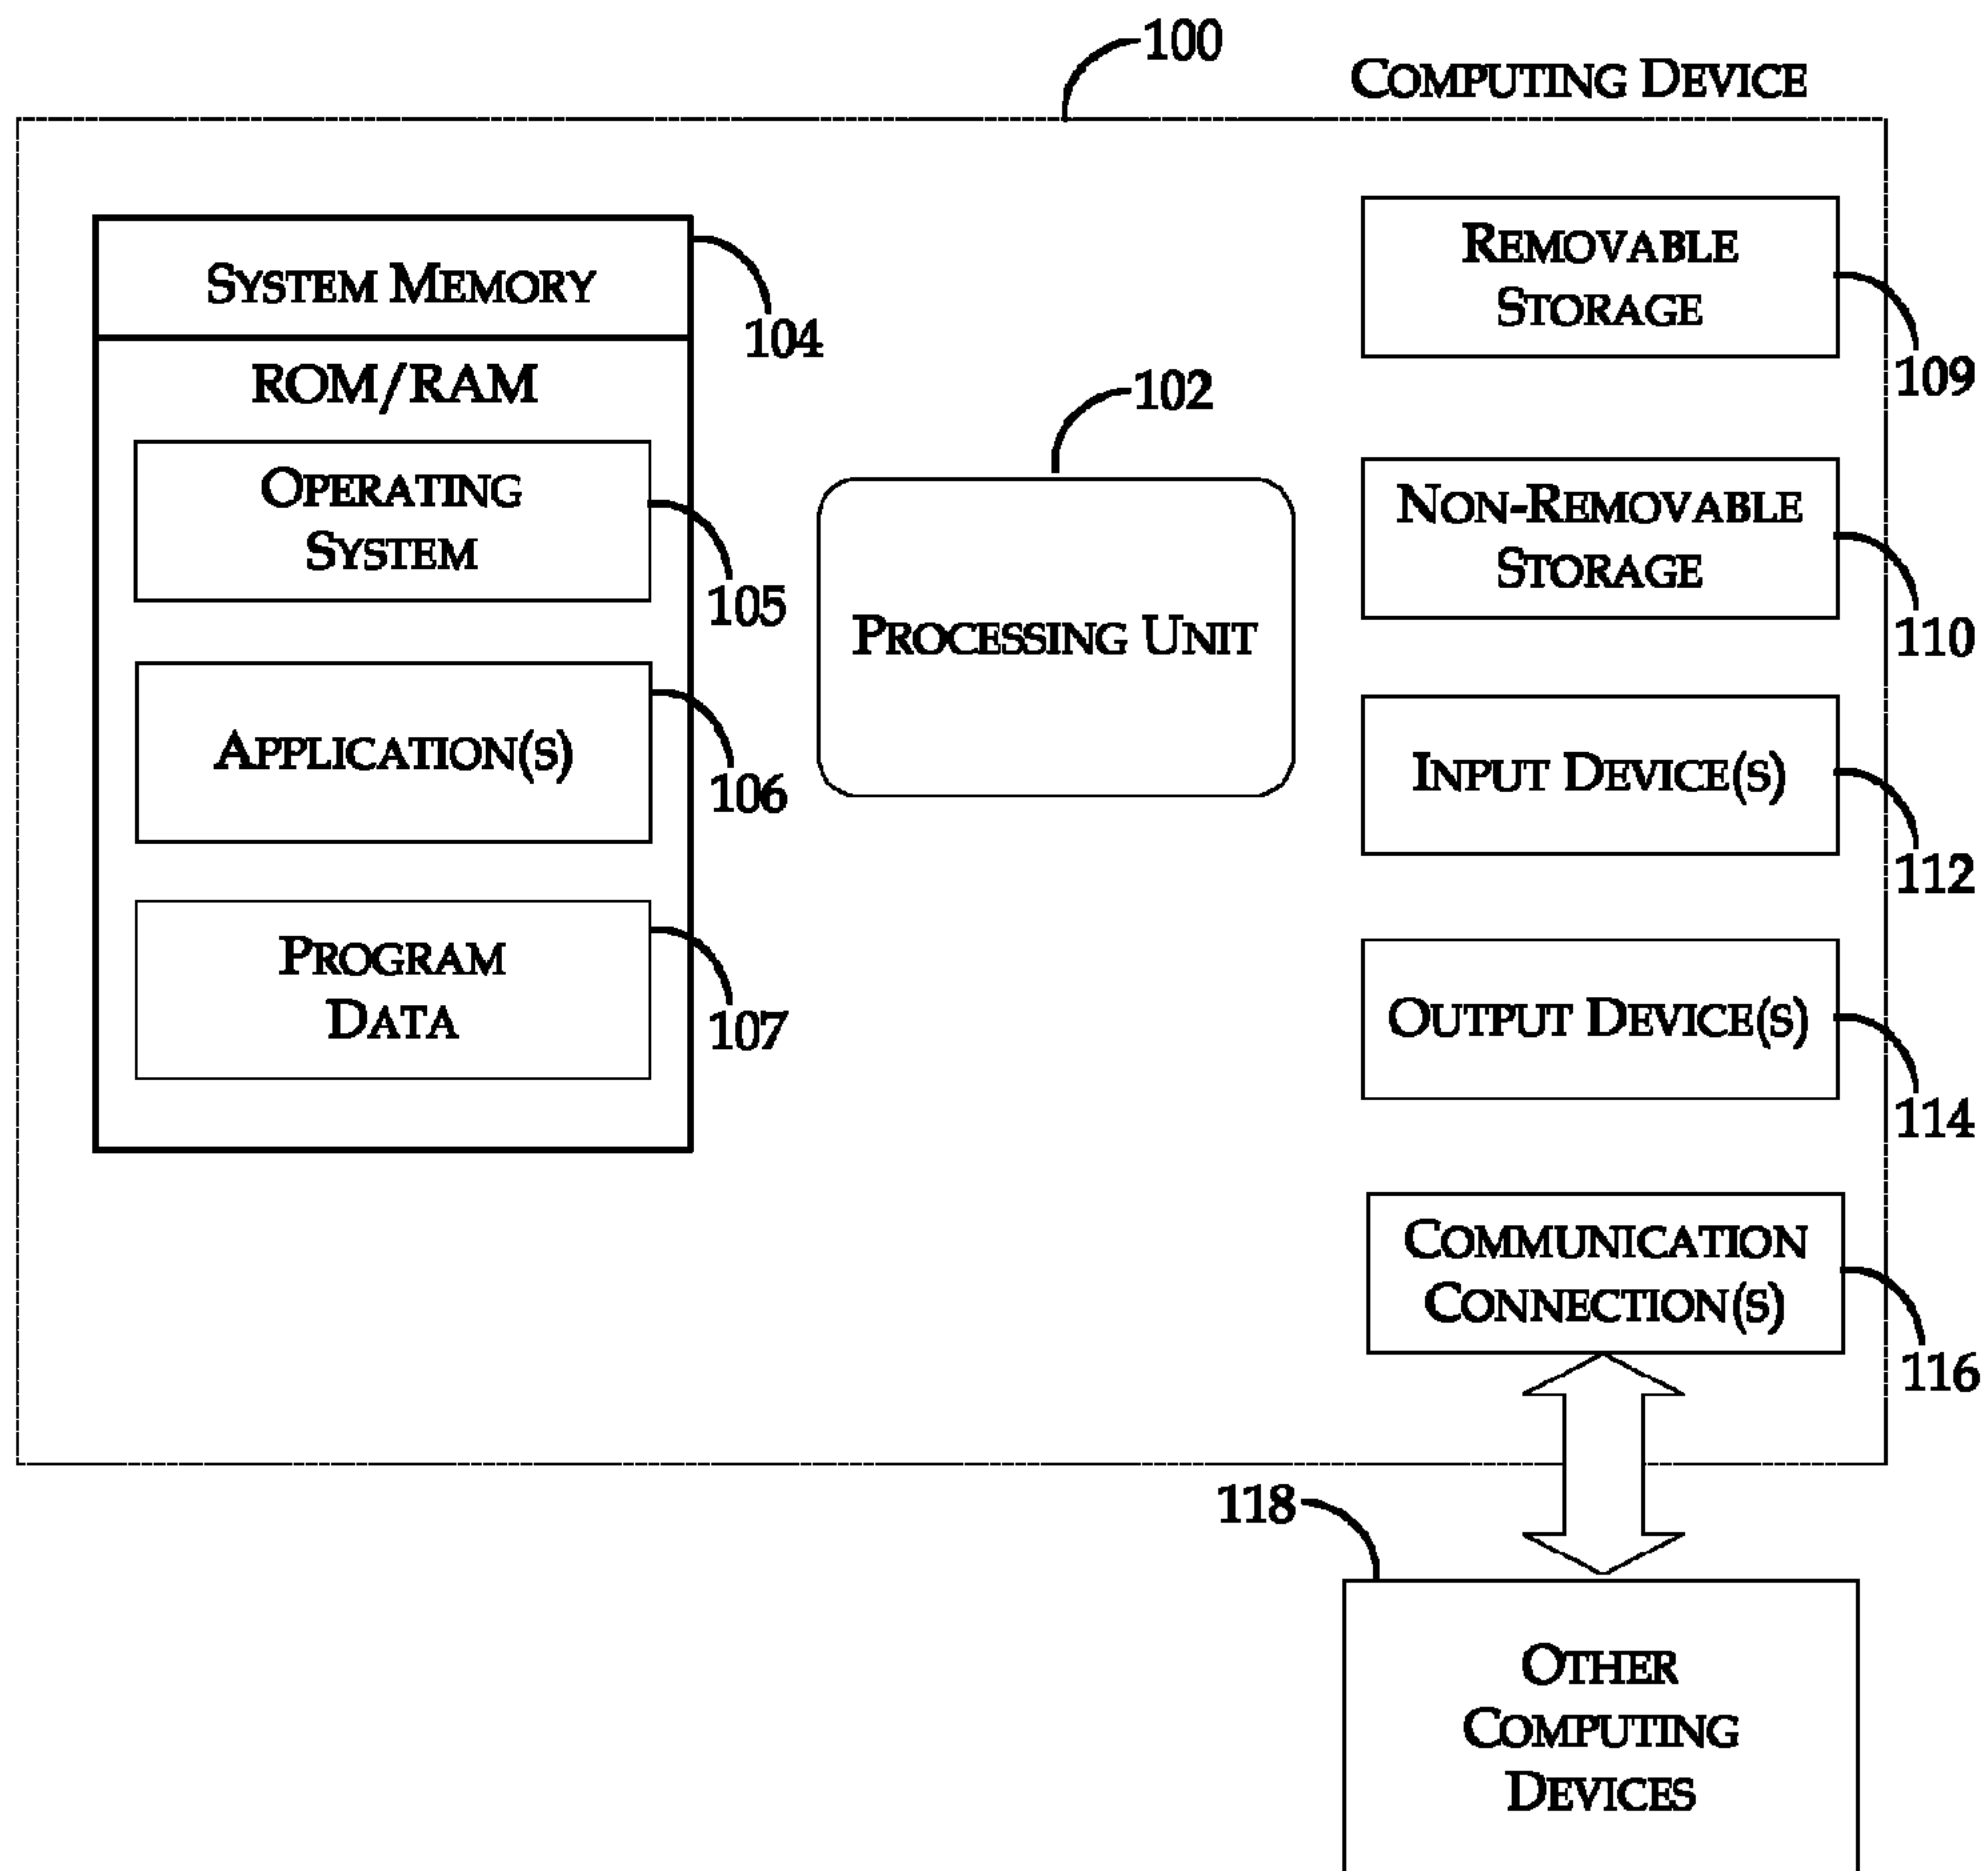 100
COMPUTING DEVICE
SYSTEM MEMORY
104
ROM/RAM
OPERATING
SYSTEM
105
APPLICATION(S)
106
PROGRAM
DATA
107
102
PROCESSING UNIT
REMOVABLE
STORAGE
109
NON-REMOVABLE
STORAGE
110
INPUT DEVICE(S)
112
OUTPUT DEVICE(S)
114
COMMUNICATION
CONNECTION(S)
116
118
OTHER
COMPUTING
DEVICES